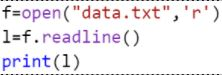 f=open("data.txt",'r')
l=f.readline()
print(l)